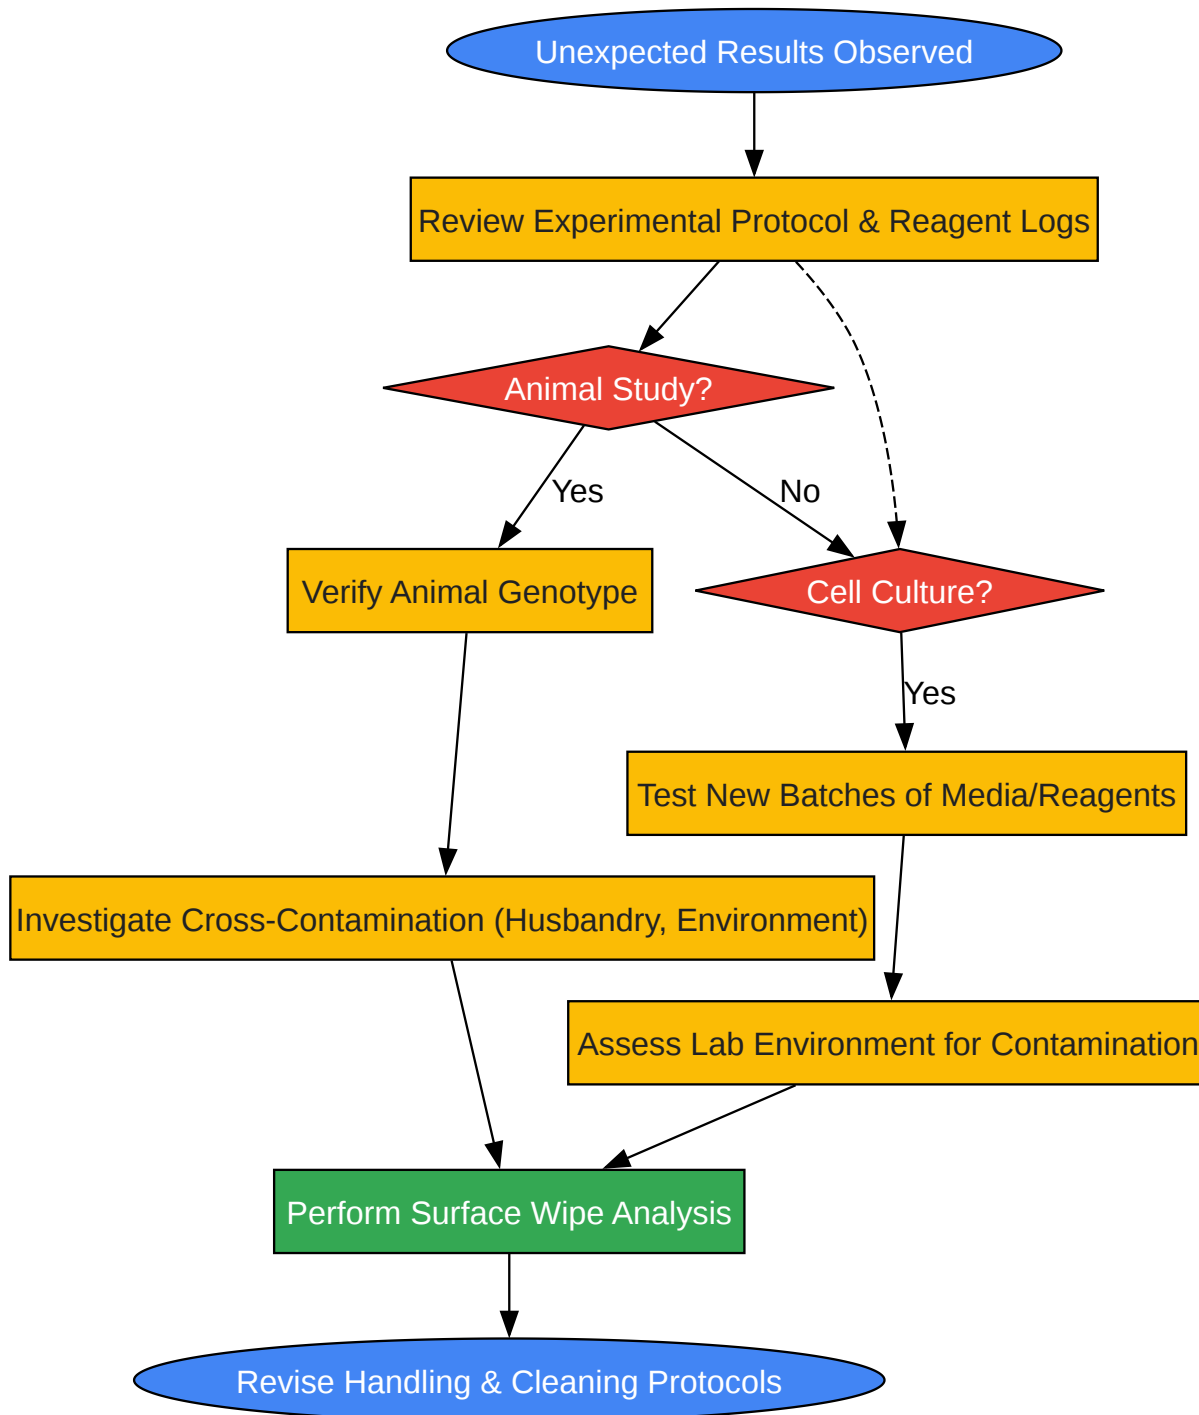 Unexpected Results Observed
Review Experimental Protocol & Reagent Logs
Animal Study?
Yes
No
Verify Animal Genotype
Cell Culture?
Yes
Test New Batches of Media/Reagents
Investigate Cross-Contamination (Husbandry, Environment)
Assess Lab Environment for Contamination
Perform Surface Wipe Analysis
Revise Handling & Cleaning Protocols